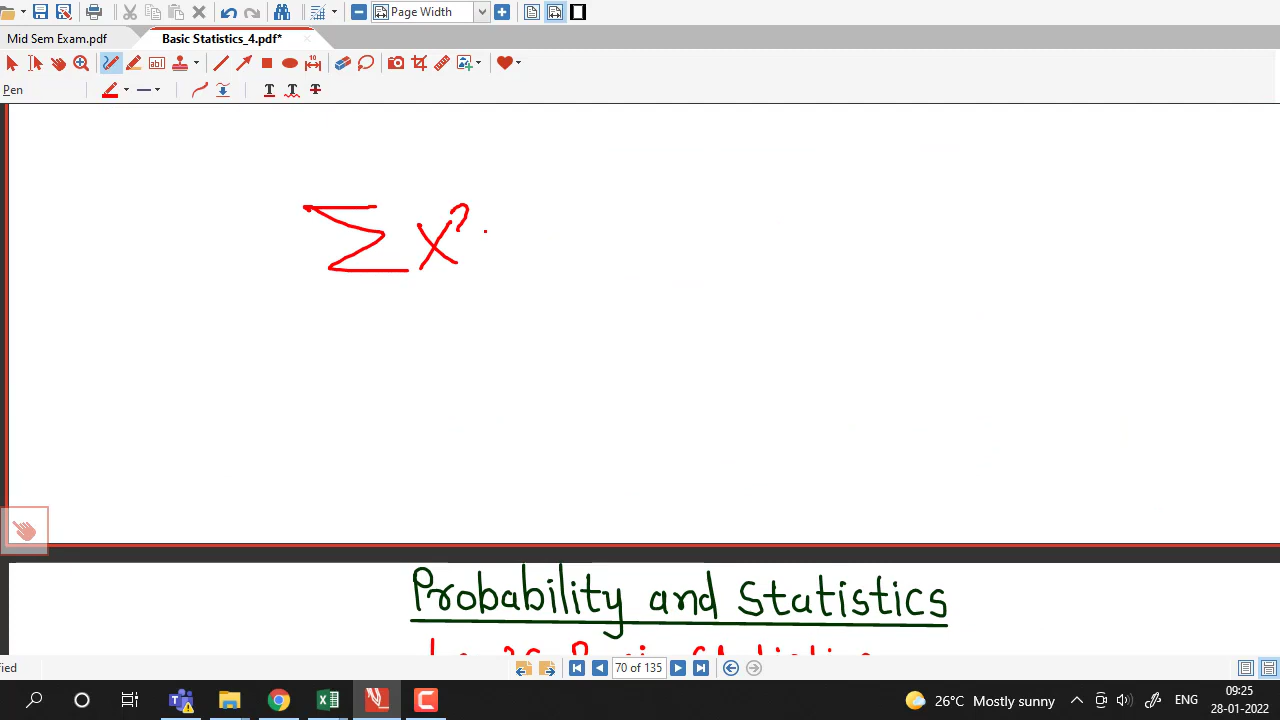 Page Width
Mid Sem Exam.pdf
Basic Statistics_4.pdf*
Pen
Σx²
Probability and Statistics
fied
70 of 135
26°C Mostly sunny
ENG
09:25
28-01-2022